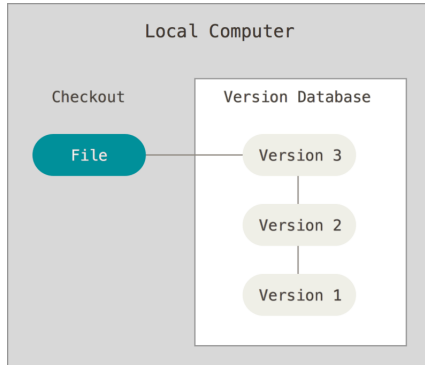 Local Computer
Checkout
Version Database
File
Version 3
Version 2
Version 1